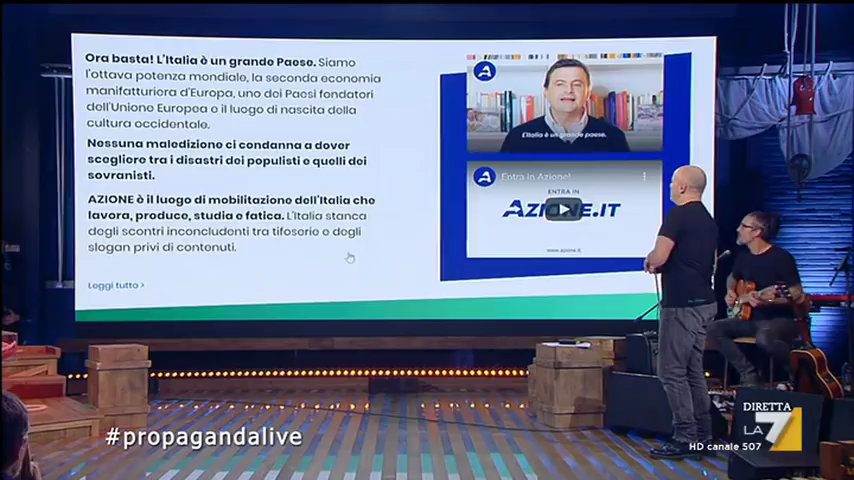 Ora basta! L'Italia è un grande Paese. Siamo
l'ottava potenza mondiale, la seconda economia
manifatturiera d'Europa, uno dei Paesi fondatori
dell'Unione Europea e il luogo di nascita della
cultura occidentale.
Nessuna maledizione ci condanna a dover
scegliere tra i disastri dei populisti e quelli dei
sovranisti.
AZIONE è il luogo di mobilitazione dell'Italia che
lavora, produce, studia e fatica. L'Italia stanca
degli scontri inconcludenti tra tifoserie e degli
slogan privi di contenuti.
Leggi tutto >
L'Italia è un grande paese.
Entra in Azione!
ENTRA IN
AZIONE.IT
www.azione.it
#propagandalive
DIRETTA
LA 7
HD canale 507